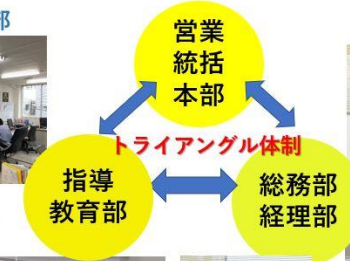 部
営業
統括
本部
トライアングル体制
指導
教育部
総務部
経理部